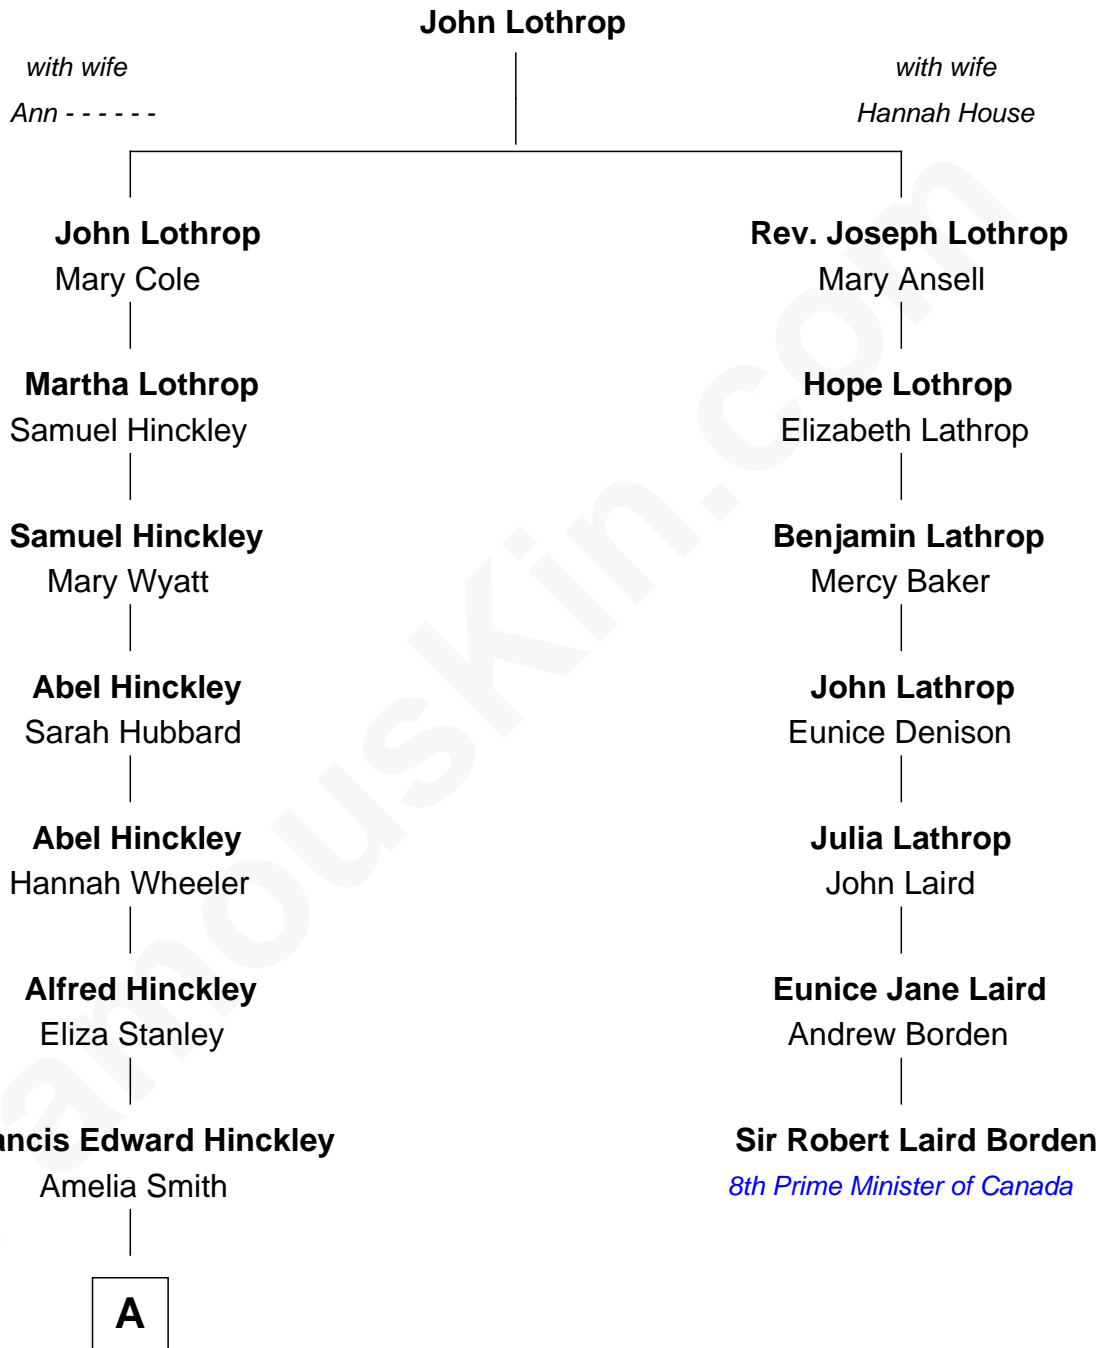 John Lothrop
with wife
Ann - - - - - -
with wife
Hannah House
John Lothrop
Mary Cole
Rev. Joseph Lothrop
Mary Ansell
Martha Lothrop
Samuel Hinckley
Hope Lothrop
Elizabeth Lathrop
Samuel Hinckley
Mary Wyatt
Benjamin Lathrop
Mercy Baker
Abel Hinckley
Sarah Hubbard
John Lathrop
Eunice Denison
Abel Hinckley
Hannah Wheeler
Julia Lathrop
John Laird
Alfred Hinckley
Eliza Stanley
Eunice Jane Laird
Andrew Borden
ancis Edward Hinckley
Amelia Smith
Sir Robert Laird Borden
8th Prime Minister of Canada
A
amousKin.com